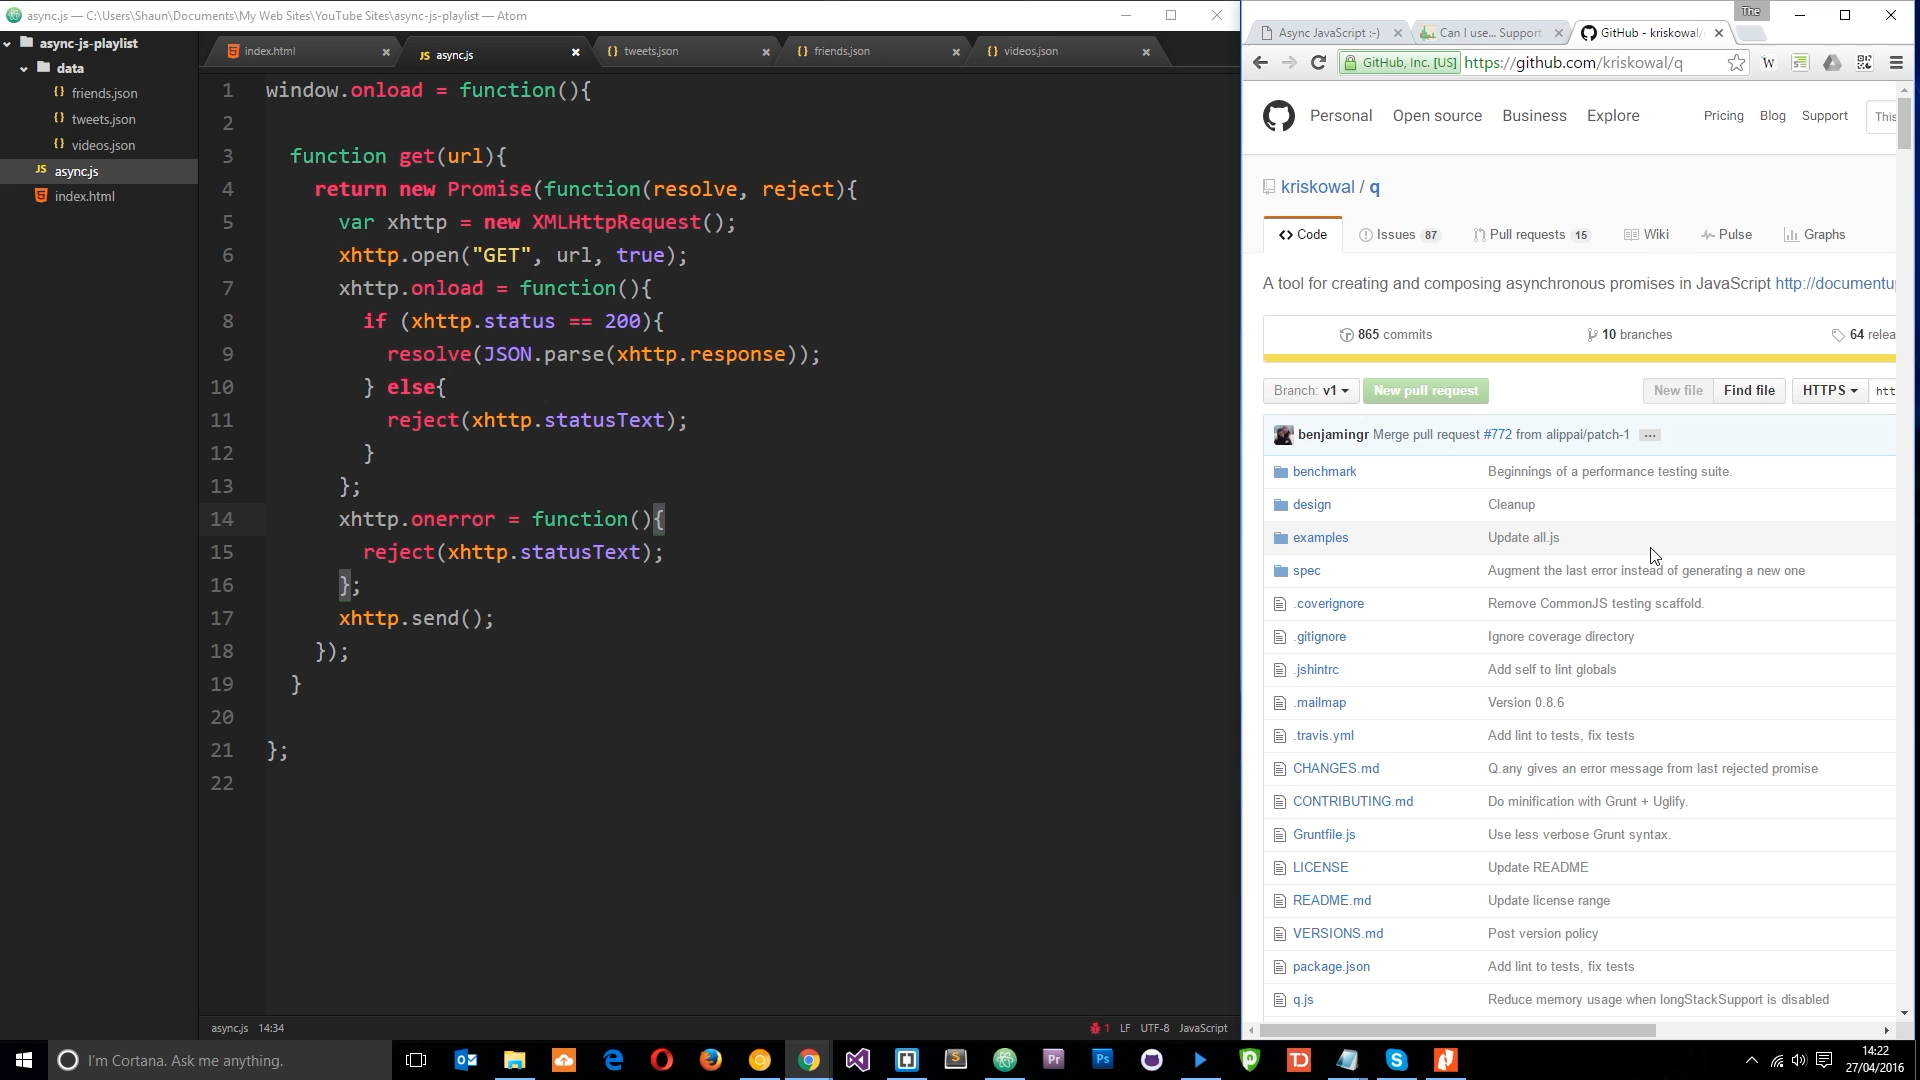 async.js — C:\Users\Shaun\Documents\My Web Sites\YouTube Sites\async-js-playlist — Atom
async-js-playlist
data
friends.json
tweets.json
videos.json
async.js
index.html
index.html
async.js
tweets.json
friends.json
videos.json
1 window.onload = function(){
2
3 function get(url){
4 return new Promise(function(resolve, reject){
5 var xhttp = new XMLHttpRequest();
6 xhttp.open("GET", url, true);
7 xhttp.onload = function(){
8 if (xhttp.status == 200){
9 resolve(JSON.parse(xhttp.response));
10 } else{
11 reject(xhttp.statusText);
12 }
13 };
14 xhttp.onerror = function(){
15 reject(xhttp.statusText);
16 };
17 xhttp.send();
18 });
19 }
20
21 };
22
async.js 14:34
1 LF UTF-8 JavaScript
The
Async JavaScript :-)
Can I use... Support
GitHub - kriskowal/
GitHub, Inc. [US] https://github.com/kriskowal/q
Personal Open source Business Explore
Pricing Blog Support This
kriskowal / q
Code Issues 87 Pull requests 15 Wiki Pulse Graphs
A tool for creating and composing asynchronous promises in JavaScript http://documentu
865 commits 10 branches 64 relea
Branch: v1 New pull request New file Find file HTTPS htt
benjamingr Merge pull request #772 from alippai/patch-1 ...
benchmark Beginnings of a performance testing suite.
design Cleanup
examples Update all.js
spec Augment the last error instead of generating a new one
.coverignore Remove CommonJS testing scaffold.
.gitignore Ignore coverage directory
.jshintrc Add self to lint globals
.mailmap Version 0.8.6
.travis.yml Add lint to tests, fix tests
CHANGES.md Q.any gives an error message from last rejected promise
CONTRIBUTING.md Do minification with Grunt + Uglify.
Gruntfile.js Use less verbose Grunt syntax.
LICENSE Update README
README.md Update license range
VERSIONS.md Post version policy
package.json Add lint to tests, fix tests
q.js Reduce memory usage when longStackSupport is disabled
I'm Cortana. Ask me anything.
14:22
27/04/2016